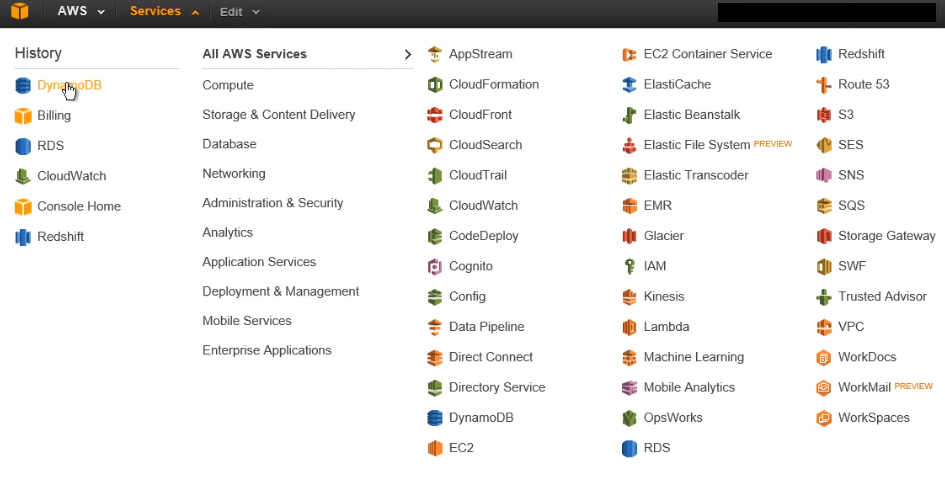 AWS Services Edit
History
DynamoDB
Billing
RDS
CloudWatch
Console Home
Redshift
All AWS Services
Compute
Storage & Content Delivery
Database
Networking
Administration & Security
Analytics
Application Services
Deployment & Management
Mobile Services
Enterprise Applications
AppStream
CloudFormation
CloudFront
CloudSearch
CloudTrail
CloudWatch
CodeDeploy
Cognito
Config
Data Pipeline
Direct Connect
Directory Service
DynamoDB
EC2
EC2 Container Service
ElastiCache
Elastic Beanstalk
Elastic File System PREVIEW
Elastic Transcoder
EMR
Glacier
IAM
Kinesis
Lambda
Machine Learning
Mobile Analytics
OpsWorks
RDS
Redshift
Route 53
S3
SES
SNS
SQS
Storage Gateway
SWF
Trusted Advisor
VPC
WorkDocs
WorkMail PREVIEW
WorkSpaces